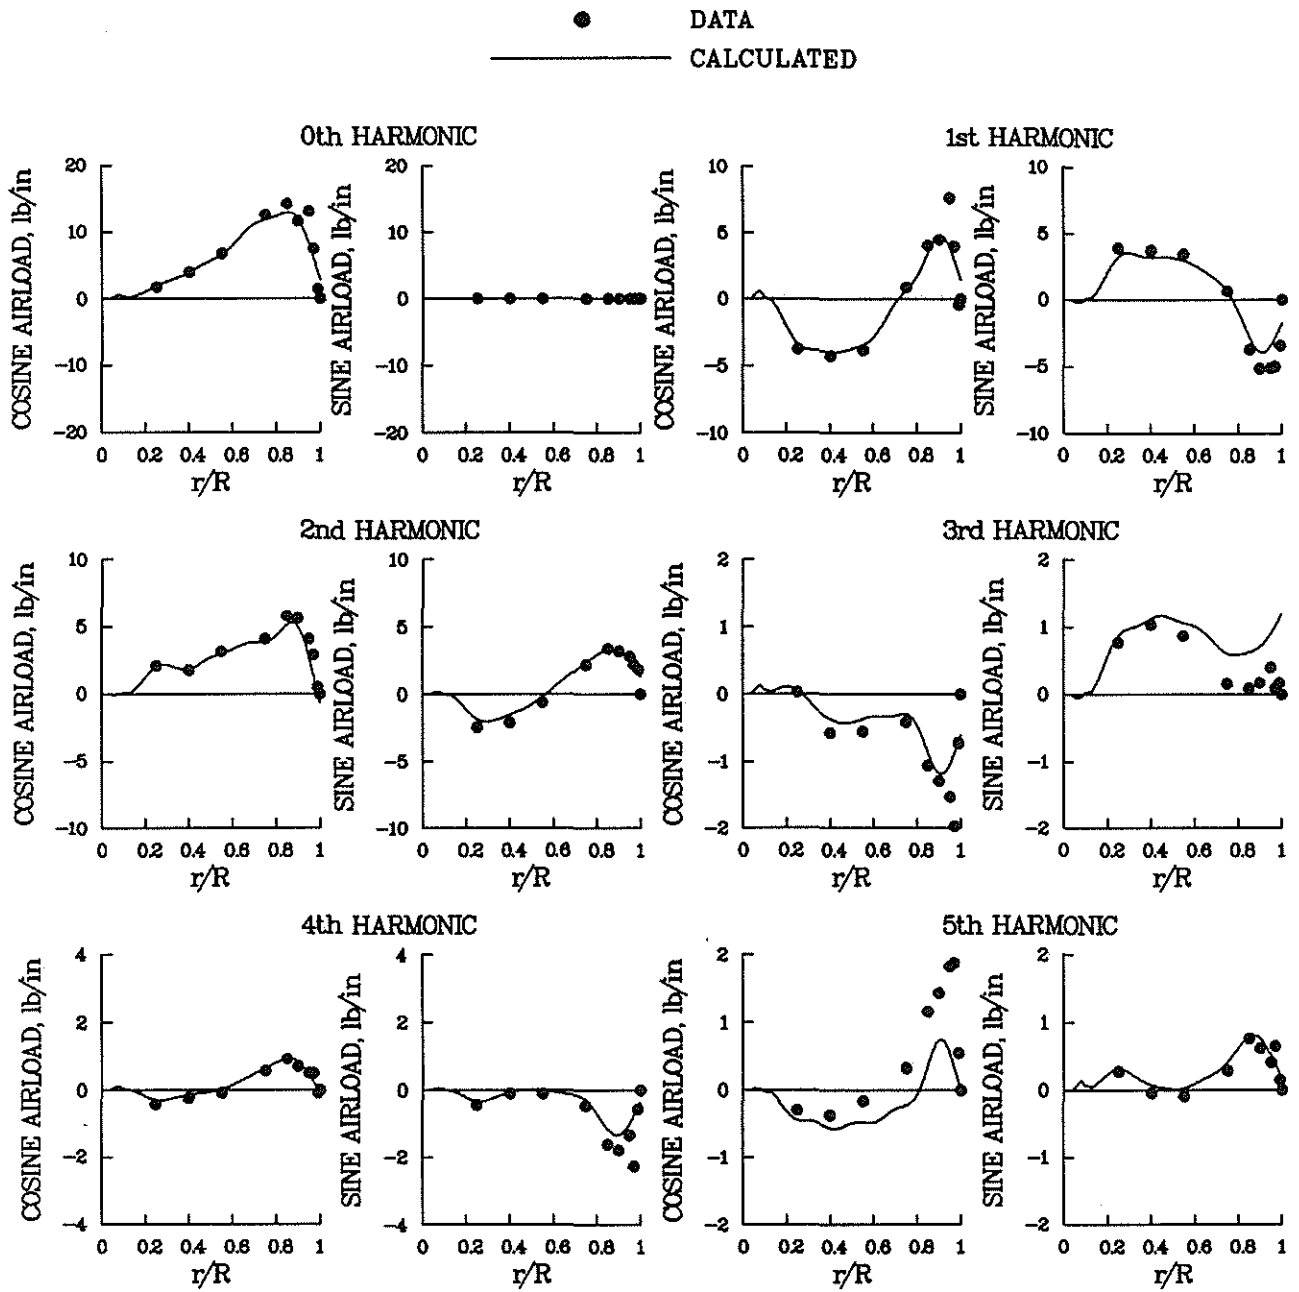 DATA
CALCULATED
0th HARMONIC
1st HARMONIC
COSINE AIRLOAD, lb/in
20
10
0
-10
-20
0 0.2 0.4 0.6 0.8 1
r/R
SINE AIRLOAD, lb/in
20
10
0
-10
-20
0 0.2 0.4 0.6 0.8 1
r/R
COSINE AIRLOAD, lb/in
10
5
0
-5
-10
0 0.2 0.4 0.6 0.8 1
r/R
SINE AIRLOAD, lb/in
10
5
0
-5
-10
0 0.2 0.4 0.6 0.8 1
r/R
2nd HARMONIC
3rd HARMONIC
COSINE AIRLOAD, lb/in
10
5
0
-5
-10
0 0.2 0.4 0.6 0.8 1
r/R
SINE AIRLOAD, lb/in
10
5
0
-5
-10
0 0.2 0.4 0.6 0.8 1
r/R
COSINE AIRLOAD, lb/in
2
1
0
-1
-2
0 0.2 0.4 0.6 0.8 1
r/R
SINE AIRLOAD, lb/in
2
1
0
-1
-2
0 0.2 0.4 0.6 0.8 1
r/R
4th HARMONIC
5th HARMONIC
COSINE AIRLOAD, lb/in
4
2
0
-2
-4
0 0.2 0.4 0.6 0.8 1
r/R
SINE AIRLOAD, lb/in
4
2
0
-2
-4
0 0.2 0.4 0.6 0.8 1
r/R
COSINE AIRLOAD, lb/in
2
1
0
-1
-2
0 0.2 0.4 0.6 0.8 1
r/R
SINE AIRLOAD, lb/in
2
1
0
-1
-2
0 0.2 0.4 0.6 0.8 1
r/R